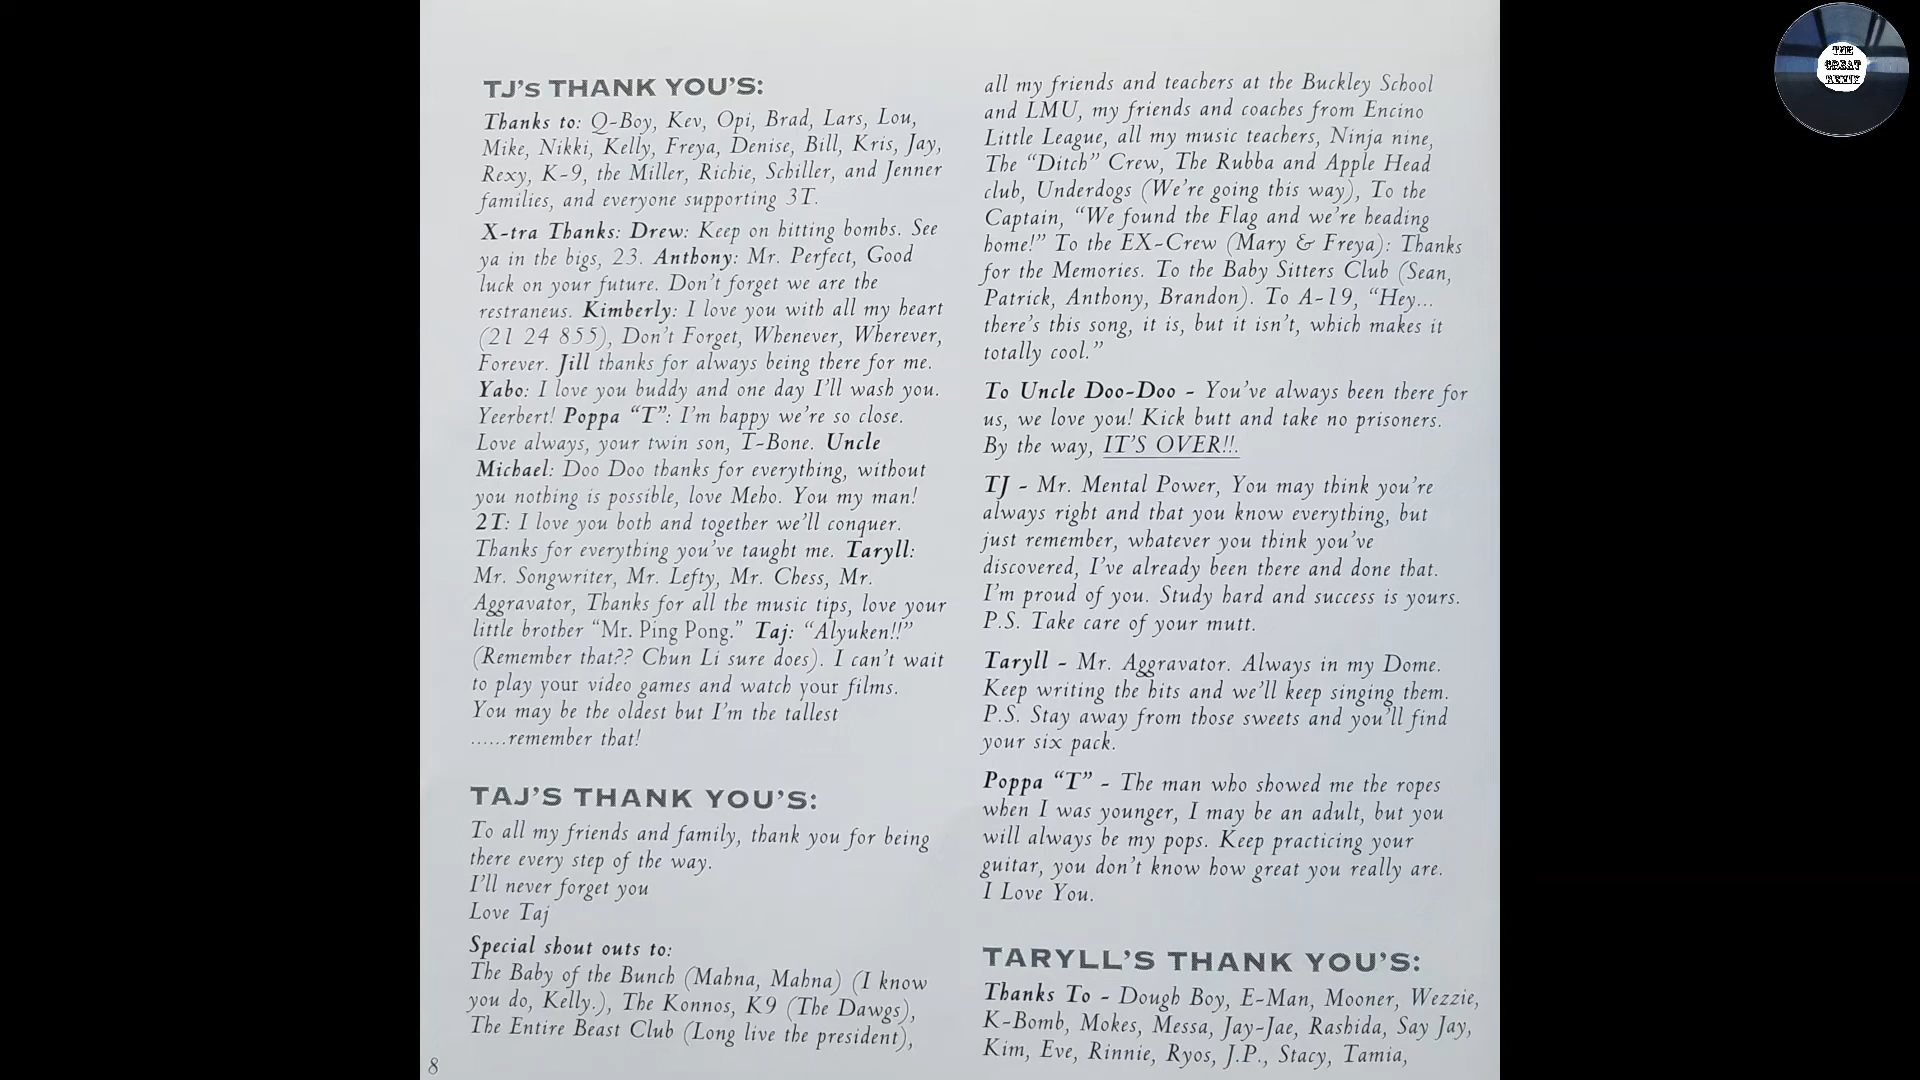 TJ's THANK YOU'S:
Thanks to: Q-Boy, Kev, Opi, Brad, Lars, Lou,
Mike, Nikki, Kelly, Freya, Denise, Bill, Kris, Jay,
Rexy, K-9, the Miller, Richie, Schiller, and Jenner
families, and everyone supporting 3T.
X-tra Thanks: Drew: Keep on hitting bombs. See
ya in the bigs, 23. Anthony: Mr. Perfect, Good
luck on your future. Don't forget we are the
restraneus. Kimberly: I love you with all my heart
(21 24 855), Don't Forget, Whenever, Wherever,
Forever. Jill thanks for always being there for me.
Yabo: I love you buddy and one day I'll wash you.
Yeerbert! Poppa "T": I'm happy we're so close.
Love always, your twin son, T-Bone. Uncle
Michael: Doo Doo thanks for everything, without
you nothing is possible, love Meho. You my man!
2T: I love you both and together we'll conquer.
Thanks for everything you've taught me. Taryll:
Mr. Songwriter, Mr. Lefty, Mr. Chess, Mr.
Aggravator, Thanks for all the music tips, love your
little brother "Mr. Ping Pong." Taj: "Alyuken!!"
(Remember that?? Chun Li sure does). I can't wait
to play your video games and watch your films.
You may be the oldest but I'm the tallest
......remember that!
TAJ'S THANK YOU'S:
To all my friends and family, thank you for being
there every step of the way.
I'll never forget you
Love Taj
Special shout outs to:
The Baby of the Bunch (Mahna, Mahna) (I know
you do, Kelly.), The Konnos, K9 (The Dawgs),
The Entire Beast Club (Long live the president),
8
all my friends and teachers at the Buckley School
and LMU, my friends and coaches from Encino
Little League, all my music teachers, Ninja nine,
The "Ditch" Crew, The Rubba and Apple Head
club, Underdogs (We're going this way), To the
Captain, "We found the Flag and we're heading
home!" To the EX-Crew (Mary & Freya): Thanks
for the Memories. To the Baby Sitters Club (Sean,
Patrick, Anthony, Brandon). To A-19, "Hey...
there's this song, it is, but it isn't, which makes it
totally cool."
To Uncle Doo-Doo - You've always been there for
us, we love you! Kick butt and take no prisoners.
By the way, IT'S OVER!!.
TJ - Mr. Mental Power, You may think you're
always right and that you know everything, but
just remember, whatever you think you've
discovered, I've already been there and done that.
I'm proud of you. Study hard and success is yours.
P.S. Take care of your mutt.
Taryll - Mr. Aggravator. Always in my Dome.
Keep writing the hits and we'll keep singing them.
P.S. Stay away from those sweets and you'll find
your six pack.
Poppa "T" - The man who showed me the ropes
when I was younger, I may be an adult, but you
will always be my pops. Keep practicing your
guitar, you don't know how great you really are.
I Love You.
TARYLL'S THANK YOU'S:
Thanks To - Dough Boy, E-Man, Mooner, Wezzie,
K-Bomb, Mokes, Messa, Jay-Jae, Rashida, Say Jay,
Kim, Eve, Rinnie, Ryos, J.P., Stacy, Tamia,
THE
GREAT
REMIX